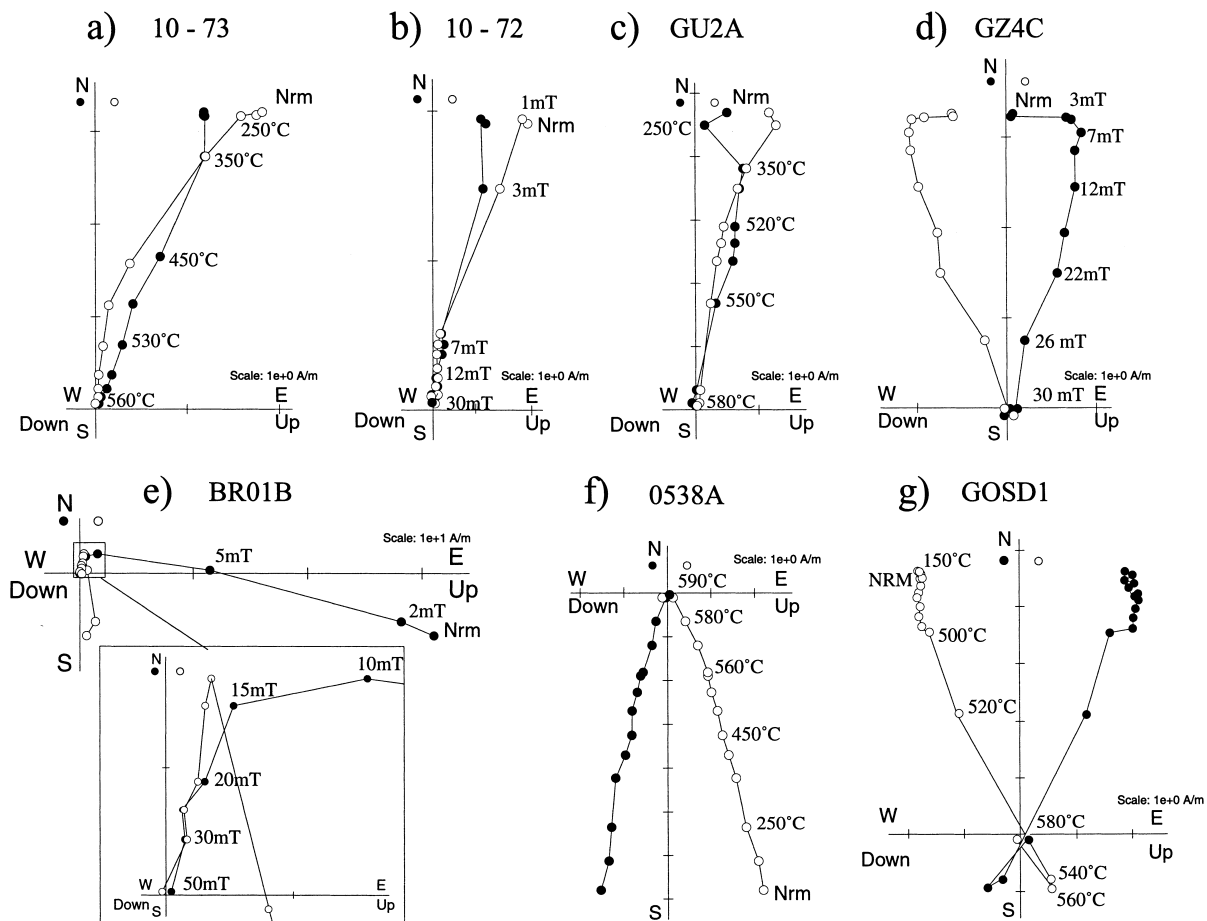 a) 10 - 73
N
Nrm
250°C
350°C
450°C
530°C
Scale: 1e+0 A/m
W
560°C
E
Down
Up
S
b) 10 - 72
N
1mT
Nrm
3mT
7mT
12mT
Scale: 1e+0 A/m
W
30mT
E
Down
Up
S
c) GU2A
N
Nrm
250°C
350°C
520°C
550°C
Scale: 1e+0 A/m
W
580°C
E
Down
Up
S
d) GZ4C
N
Nrm
3mT
7mT
12mT
22mT
26 mT
Scale: 1e+0 A/m
W
30 mT
E
Down
Up
S
e) BR01B
N
5mT
Scale: 1e+1 A/m
W
E
Down
Up
2mT
Nrm
S
N
10mT
15mT
20mT
30mT
W
50mT
E
Down
Up
S
f) 0538A
N
Scale: 1e+0 A/m
W
590°C
E
Down
Up
580°C
560°C
450°C
250°C
Nrm
S
g) GOSD1
N
150°C
NRM
500°C
520°C
Scale: 1e+0 A/m
W
580°C
E
Down
Up
540°C
560°C
S